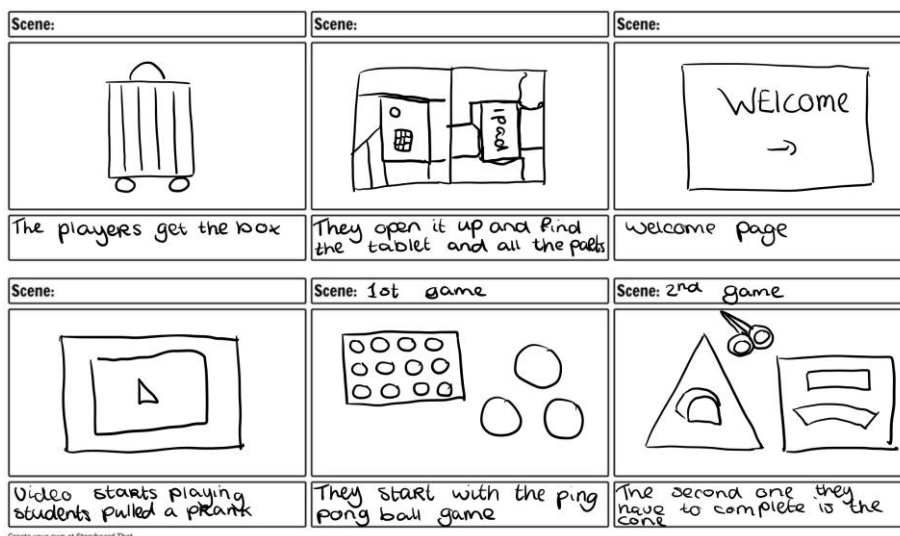 Scene:
Scene:
Scene:
iPad
WElcome
The players get the box
They open it up and find
the tablet and all the parts
Welcome page
Scene:
Scene: 1st game
Scene: 2nd game
Video starts playing
students pulled a prank
They start with the ping
pong ball game
The second one they
have to complete is the
cone
Create your own at Storyboard That